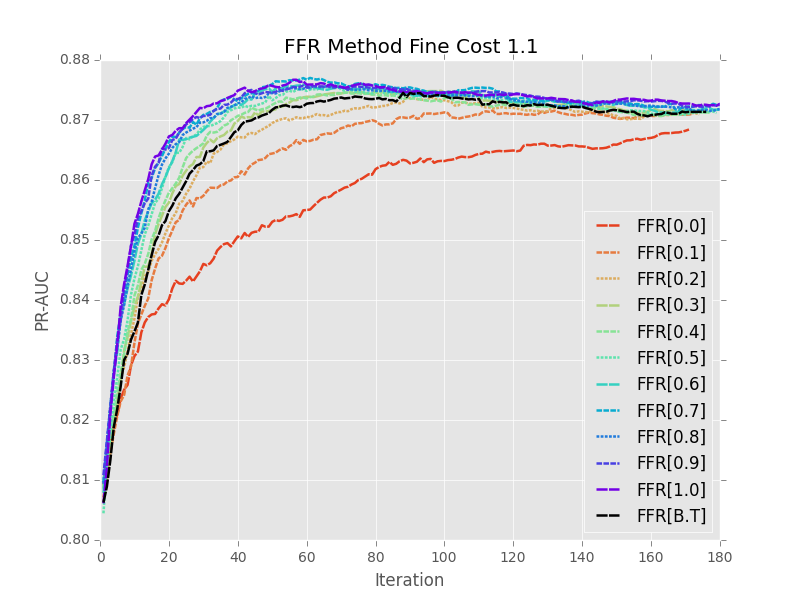 FFR Method Fine Cost 1.1
0.88
0.87
0.86
0.85
0.84
0.83
0.82
0.81
0.80
PR-AUC
0 20 40 60 80 100 120 140 160 180
Iteration
FFR[0.0]
FFR[0.1]
FFR[0.2]
FFR[0.3]
FFR[0.4]
FFR[0.5]
FFR[0.6]
FFR[0.7]
FFR[0.8]
FFR[0.9]
FFR[1.0]
FFR[B.T]